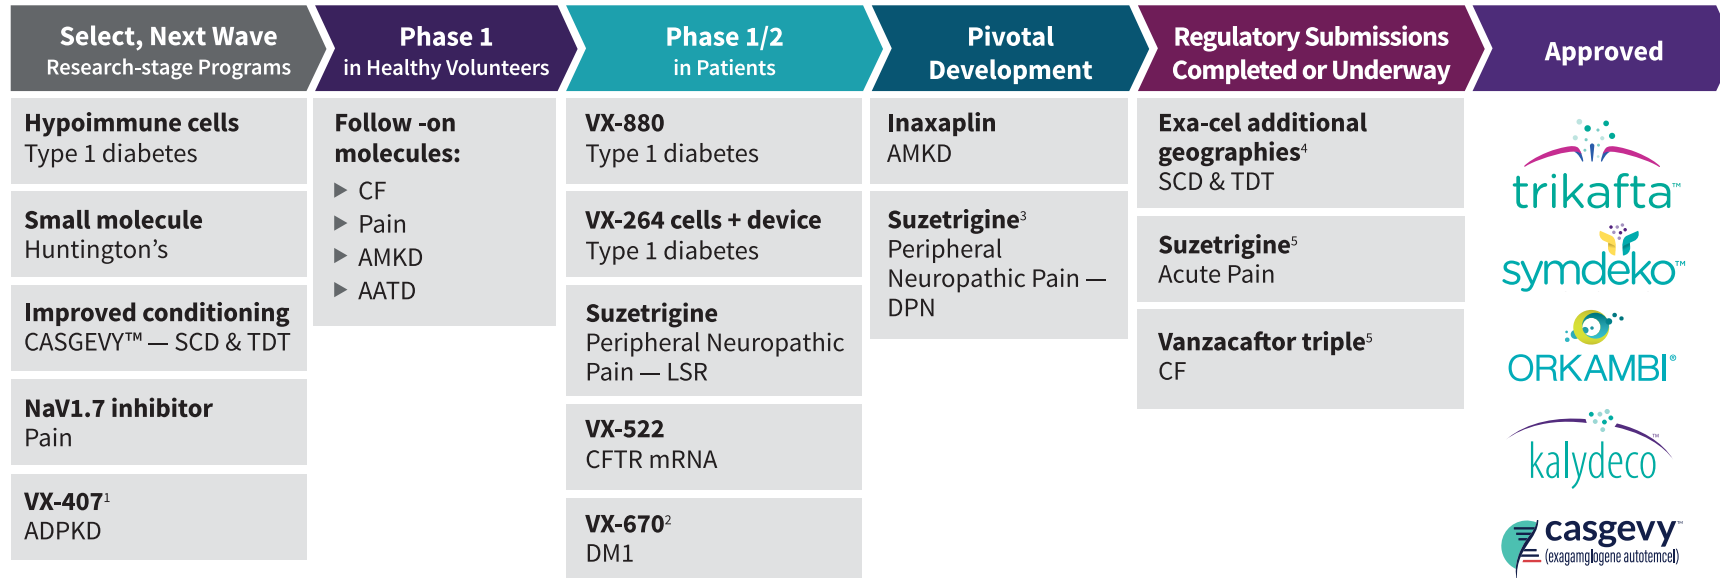 Select, Next Wave
Research-stage Programs
Hypoimmune cells
Type 1 diabetes
Small molecule
Huntington’s
Improved conditioning
CASGEVY™ — SCD & TDT
NaV1.7 inhibitor
Pain
VX-407¹
ADPKD
Phase 1
in Healthy Volunteers
Follow -on
molecules:
▶ CF
▶ Pain
▶ AMKD
▶ AATD
Phase 1/2
in Patients
VX-880
Type 1 diabetes
VX-264 cells + device
Type 1 diabetes
Suzetrigine
Peripheral Neuropathic
Pain — LSR
VX-522
CFTR mRNA
VX-670²
DM1
Pivotal
Development
Inaxaplin
AMKD
Suzetrigine³
Peripheral
Neuropathic Pain —
DPN
Regulatory Submissions
Completed or Underway
Exa-cel additional
geographies⁴
SCD & TDT
Suzetrigine⁵
Acute Pain
Vanzacaftor triple⁵
CF
Approved
trikafta™
symdeko™
ORKAMBI®
kalydeco™
casgevy™
(exagamglogene autotemcel)